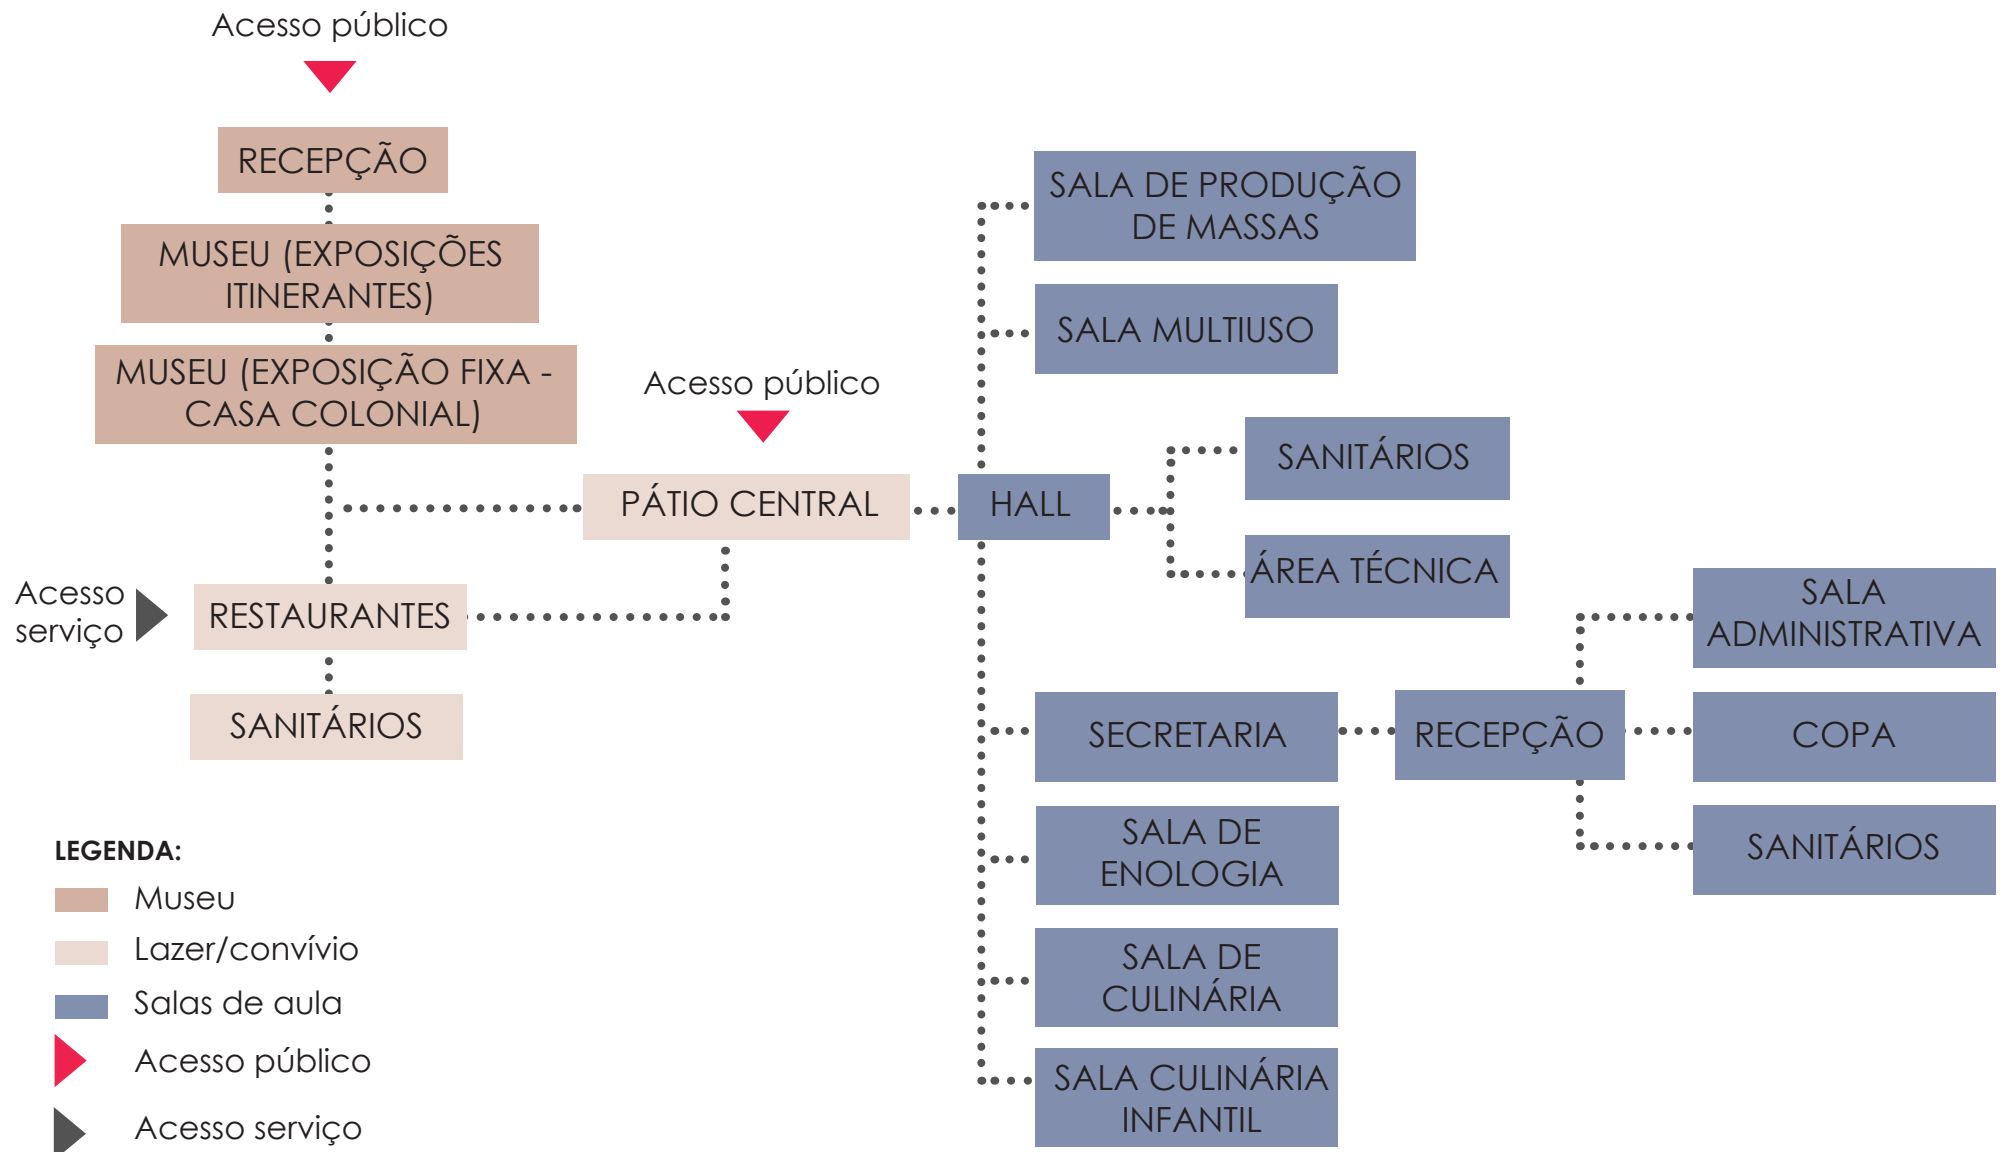 Acesso público
RECEPÇÃO
MUSEU (EXPOSIÇÕES
ITINERANTES)
MUSEU (EXPOSIÇÃO FIXA -
CASA COLONIAL)
Acesso público
PÁTIO CENTRAL
Acesso
serviço
RESTAURANTES
SANITÁRIOS
HALL
SALA DE PRODUÇÃO
DE MASSAS
SALA MULTIUSO
SANITÁRIOS
ÁREA TÉCNICA
SECRETARIA
RECEPÇÃO
SALA
ADMINISTRATIVA
COPA
SANITÁRIOS
SALA DE
ENOLOGIA
SALA DE
CULINÁRIA
SALA CULINÁRIA
INFANTIL
LEGENDA:
Museu
Lazer/convívio
Salas de aula
Acesso público
Acesso serviço